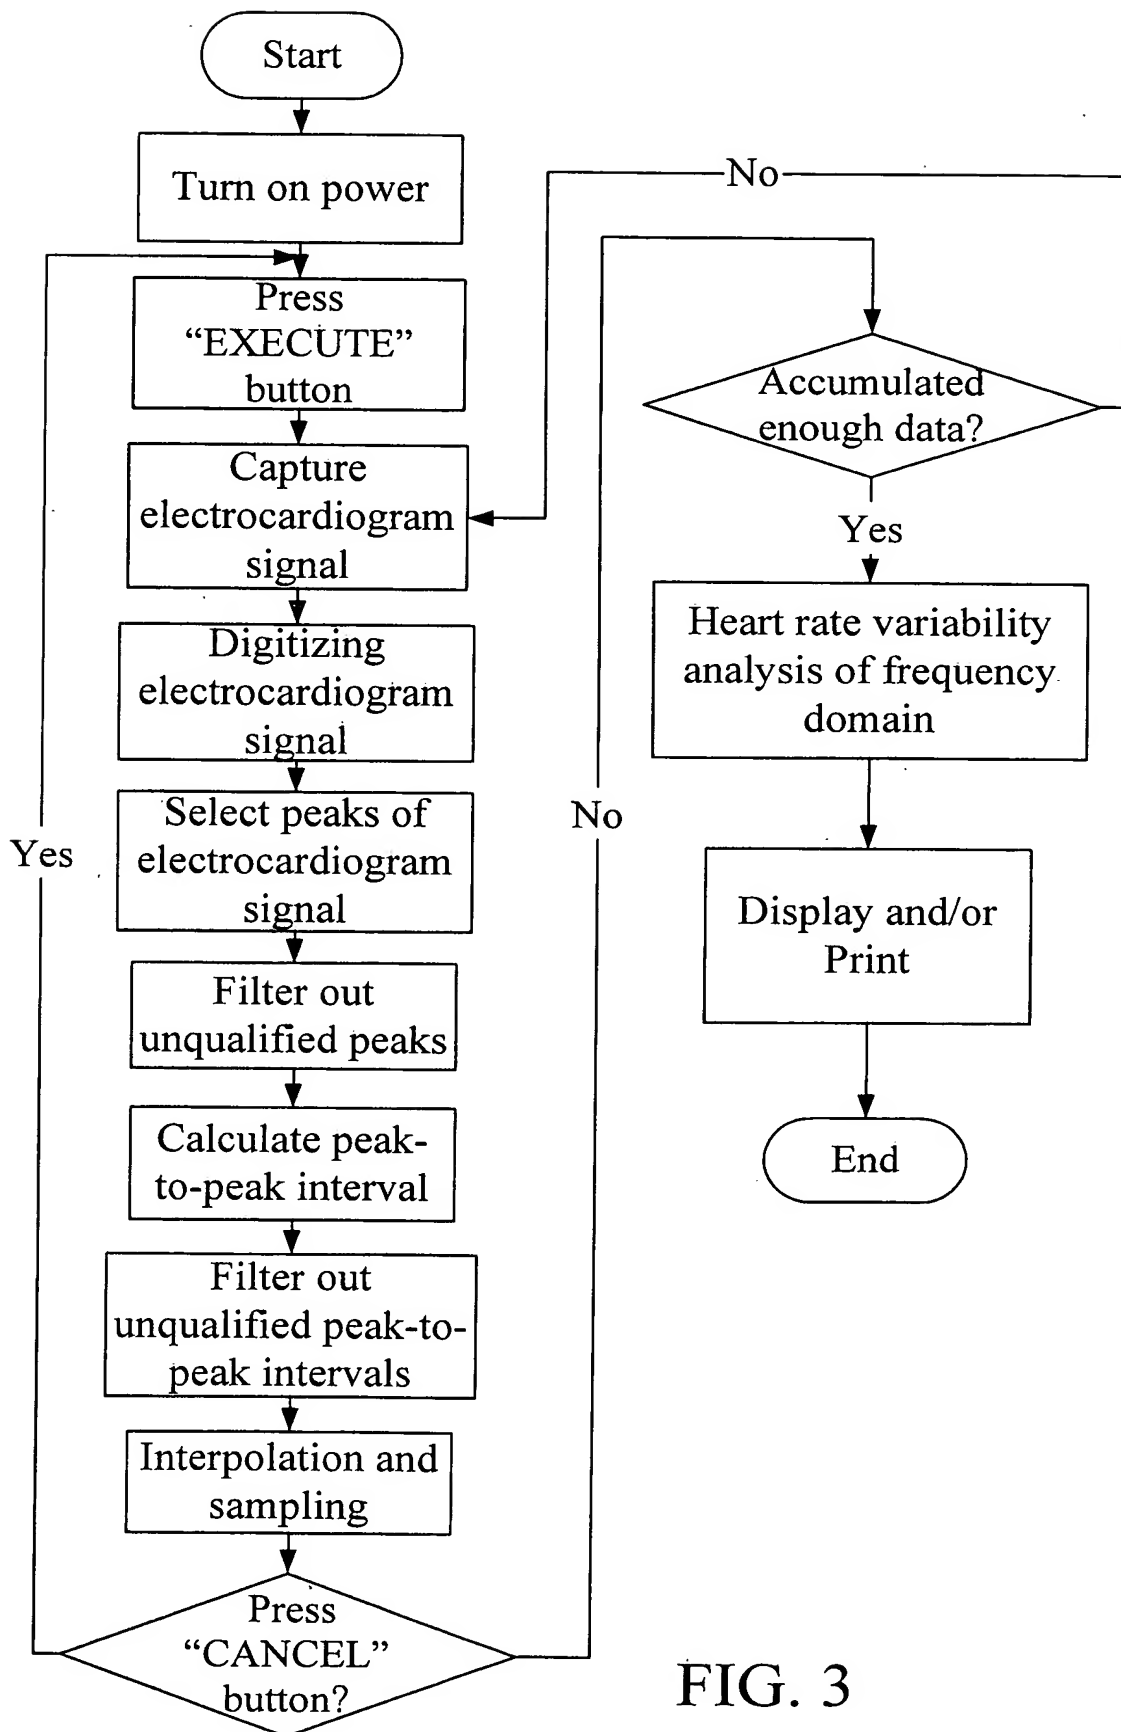 Start
Turn on power
Press
“EXECUTE”
button
Capture
electrocardiogram
signal
Digitizing
electrocardiogram
signal
Select peaks of
electrocardiogram
signal
Filter out
unqualified peaks
Calculate peak-
to-peak interval
Filter out
unqualified peak-to-
peak intervals
Interpolation and
sampling
Press
“CANCEL”
button?
Yes
No
No
Accumulated
enough data?
Yes
Heart rate variability
analysis of frequency
domain
Display and/or
Print
End
FIG. 3